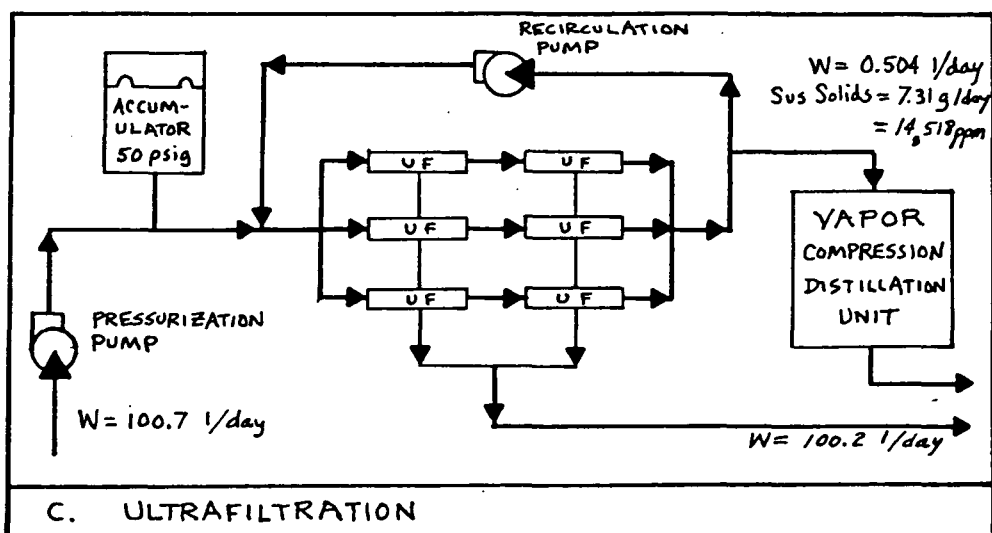 RECIRCULATION
PUMP
W= 0.504 l/day
Sus Solids = 7.31 g/day
= 14,518 ppm
ACCUM-
ULATOR
50 psig
UF
UF
UF
UF
UF
UF
VAPOR
COMPRESSION
DISTILLATION
UNIT
PRESSURIZATION
PUMP
W= 100.7 l/day
W= 100.2 l/day
C. ULTRAFILTRATION